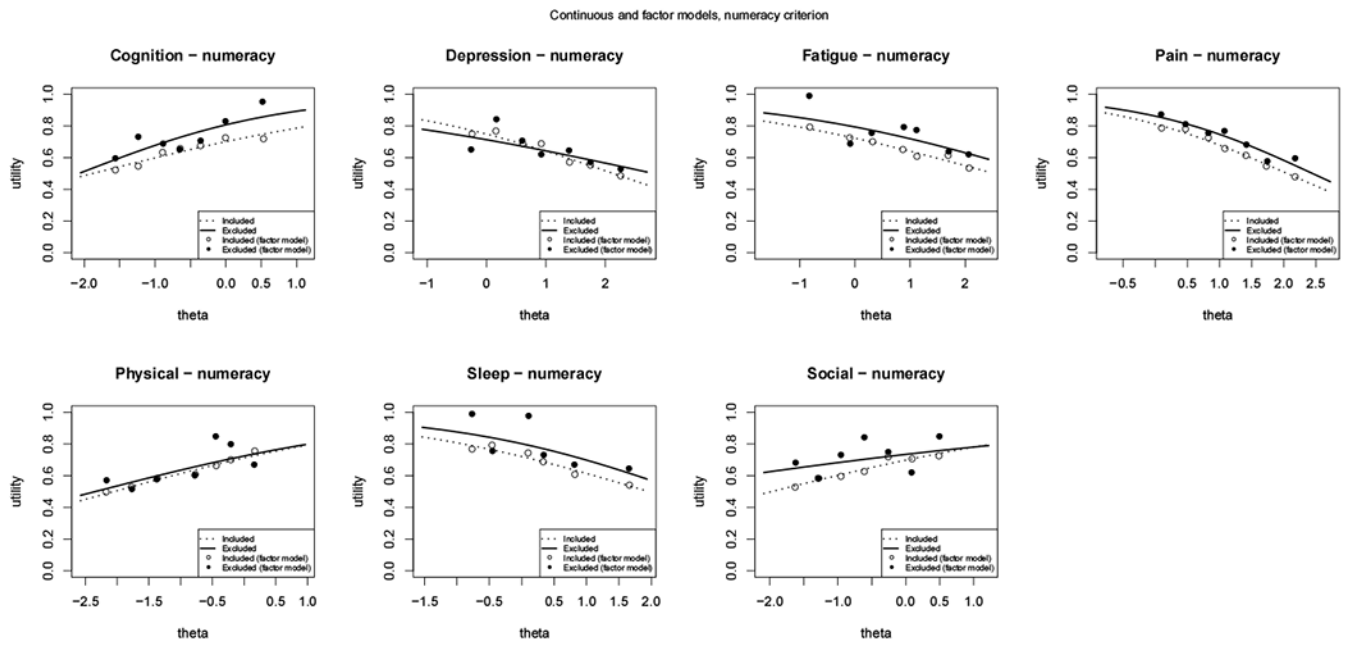 Continuous and factor models, numeracy criterion
Cognition − numeracy
utility
0.0 0.2 0.4 0.6 0.8 1.0
Included
Excluded
Included (factor model)
Excluded (factor model)
−2.0 −1.0 0.0 0.5 1.0
theta
Depression − numeracy
utility
0.0 0.2 0.4 0.6 0.8 1.0
Included
Excluded
Included (factor model)
Excluded (factor model)
−1 0 1 2
theta
Fatigue − numeracy
utility
0.0 0.2 0.4 0.6 0.8 1.0
Included
Excluded
Included (factor model)
Excluded (factor model)
−1 0 1 2
theta
Pain − numeracy
utility
0.0 0.2 0.4 0.6 0.8 1.0
Included
Excluded
Included (factor model)
Excluded (factor model)
−0.5 0.5 1.5 2.5
theta
Physical − numeracy
utility
0.0 0.2 0.4 0.6 0.8 1.0
Included
Excluded
Included (factor model)
Excluded (factor model)
−2.5 −1.5 −0.5 1.0
theta
Sleep − numeracy
utility
0.0 0.2 0.4 0.6 0.8 1.0
Included
Excluded
Included (factor model)
Excluded (factor model)
−1.5 −0.5 0.5 1.5 2.0
theta
Social − numeracy
utility
0.0 0.2 0.4 0.6 0.8 1.0
Included
Excluded
Included (factor model)
Excluded (factor model)
−2.0 −1.0 0.0 0.5 1.0
theta